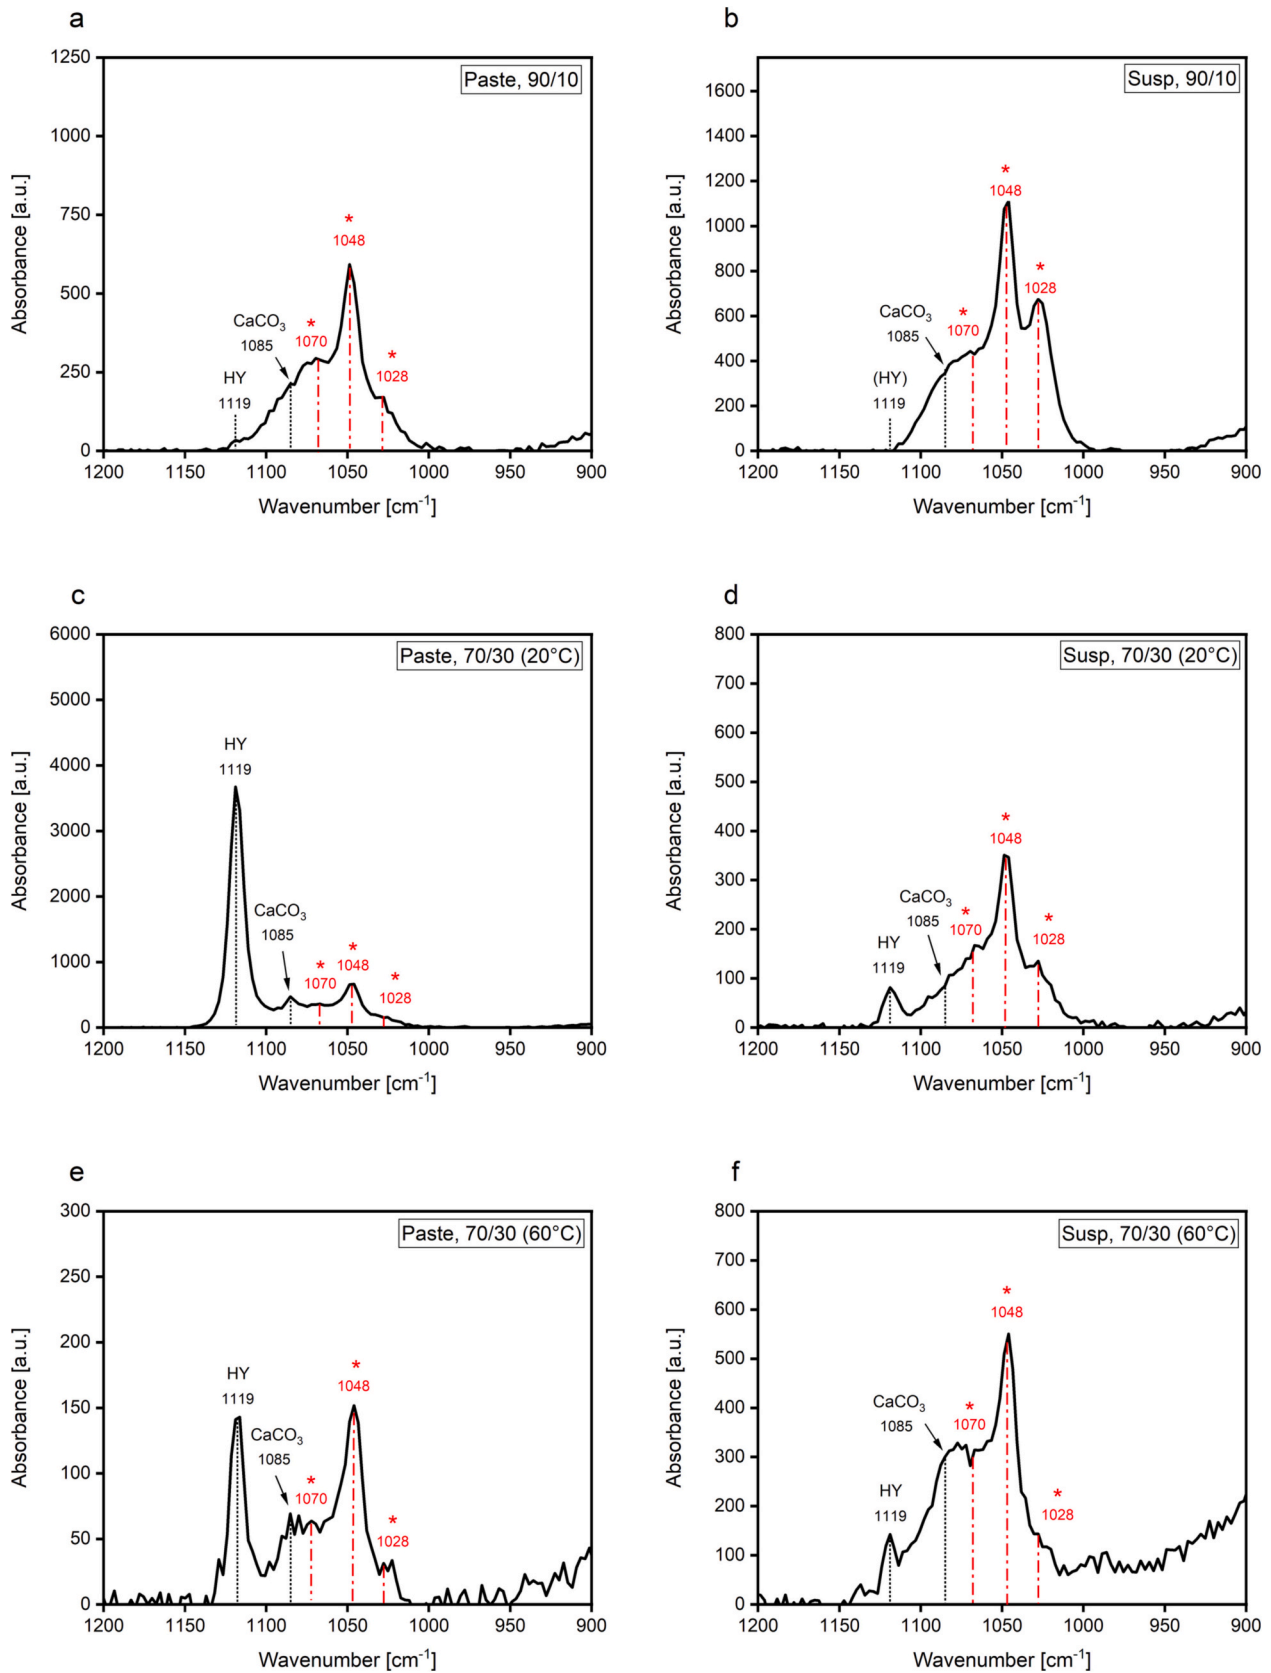 a
Paste, 90/10
Absorbance [a.u.]
1250
1000
750
500
250
0
*
1048
CaCO₃
1085
*
1070
*
1028
HY
1119
1200 1150 1100 1050 1000 950 900
Wavenumber [cm⁻¹]
b
Susp, 90/10
Absorbance [a.u.]
1600
1400
1200
1000
800
600
400
200
0
*
1048
*
1028
CaCO₃
1085
*
1070
(HY)
1119
1200 1150 1100 1050 1000 950 900
Wavenumber [cm⁻¹]
c
Paste, 70/30 (20°C)
Absorbance [a.u.]
6000
5000
4000
3000
2000
1000
0
HY
1119
CaCO₃
1085
*
1070
*
1048
*
1028
1200 1150 1100 1050 1000 950 900
Wavenumber [cm⁻¹]
d
Susp, 70/30 (20°C)
Absorbance [a.u.]
800
700
600
500
400
300
200
100
0
*
1048
CaCO₃
1085
*
1070
*
1028
HY
1119
1200 1150 1100 1050 1000 950 900
Wavenumber [cm⁻¹]
e
Paste, 70/30 (60°C)
Absorbance [a.u.]
300
250
200
150
100
50
0
HY
1119
*
1048
CaCO₃
1085
*
1070
*
1028
1200 1150 1100 1050 1000 950 900
Wavenumber [cm⁻¹]
f
Susp, 70/30 (60°C)
Absorbance [a.u.]
800
700
600
500
400
300
200
100
0
*
1048
CaCO₃
1085
*
1070
HY
1119
*
1028
1200 1150 1100 1050 1000 950 900
Wavenumber [cm⁻¹]